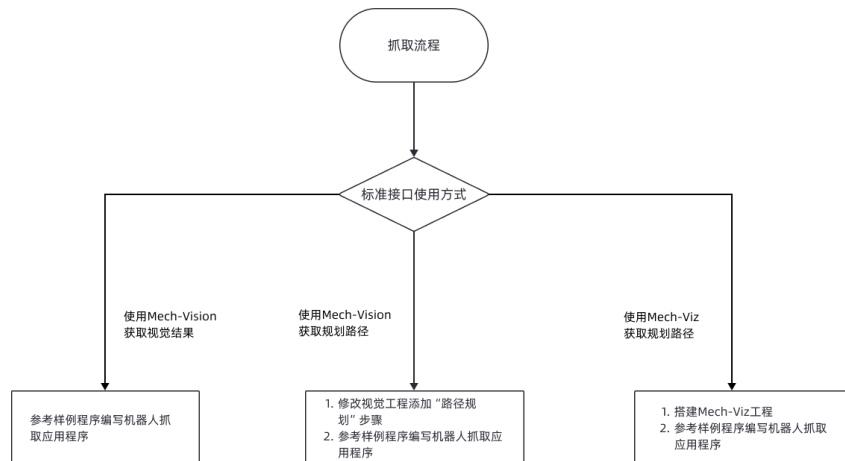 抓取流程
标准接口使用方式
使用Mech-Vision
获取视觉结果
使用Mech-Vision
获取规划路径
使用Mech-Viz
获取规划路径
参考样例程序编写机器人抓
取应用程序
1. 修改视觉工程添加“路径规
划”步骤
2. 参考样例程序编写机器人抓取应
用程序
1. 搭建Mech-Viz工程
2. 参考样例程序编写机器人抓取
应用程序